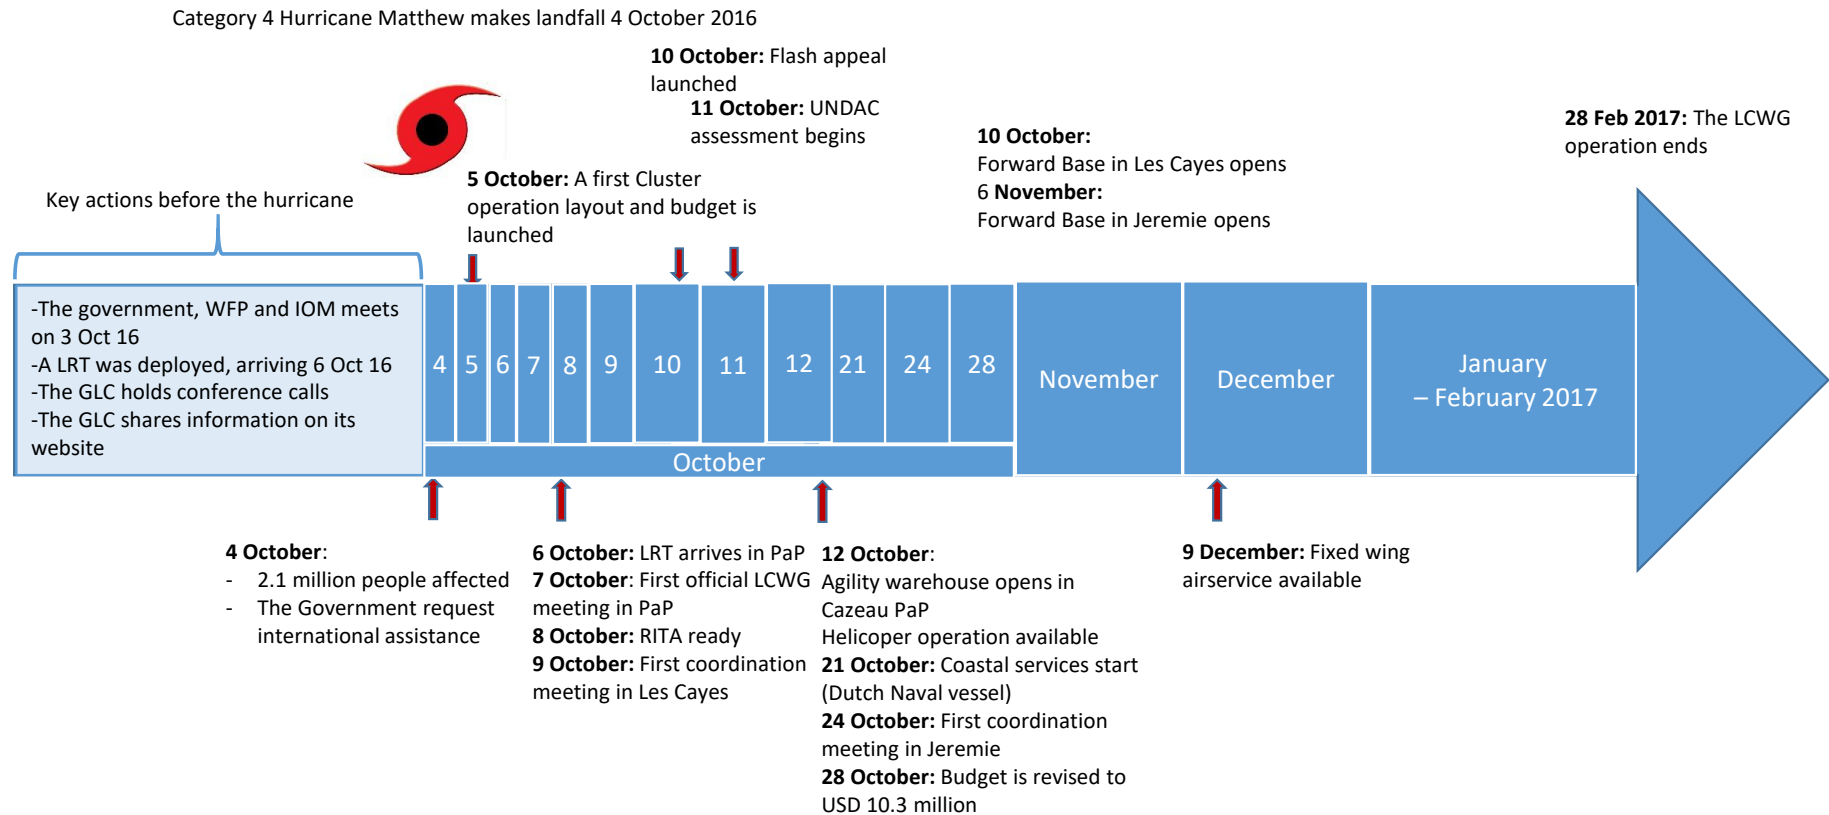 Category 4 Hurricane Matthew makes landfall 4 October 2016
10 October: Flash appeal
launched
11 October: UNDAC
assessment begins
10 October:
Forward Base in Les Cayes opens
6 November:
Forward Base in Jeremie opens
28 Feb 2017: The LCWG
operation ends
5 October: A first Cluster
operation layout and budget is
launched
Key actions before the hurricane
-The government, WFP and IOM meets
on 3 Oct 16
-A LRT was deployed, arriving 6 Oct 16
-The GLC holds conference calls
-The GLC shares information on its
website
4 5 6 7 8 9 10 11 12 21 24 28
October
November
December
January
– February 2017
4 October:
- 2.1 million people affected
- The Government request
international assistance
6 October: LRT arrives in PaP
7 October: First official LCWG
meeting in PaP
8 October: RITA ready
9 October: First coordination
meeting in Les Cayes
12 October:
Agility warehouse opens in
Cazeau PaP
Helicoper operation available
21 October: Coastal services start
(Dutch Naval vessel)
24 October: First coordination
meeting in Jeremie
28 October: Budget is revised to
USD 10.3 million
9 December: Fixed wing
airservice available